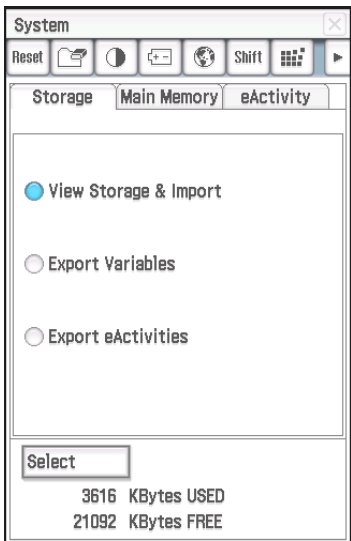 System
Reset Shift
Storage Main Memory eActivity
View Storage & Import
Export Variables
Export eActivities
Select
3616 KBytes USED
21092 KBytes FREE